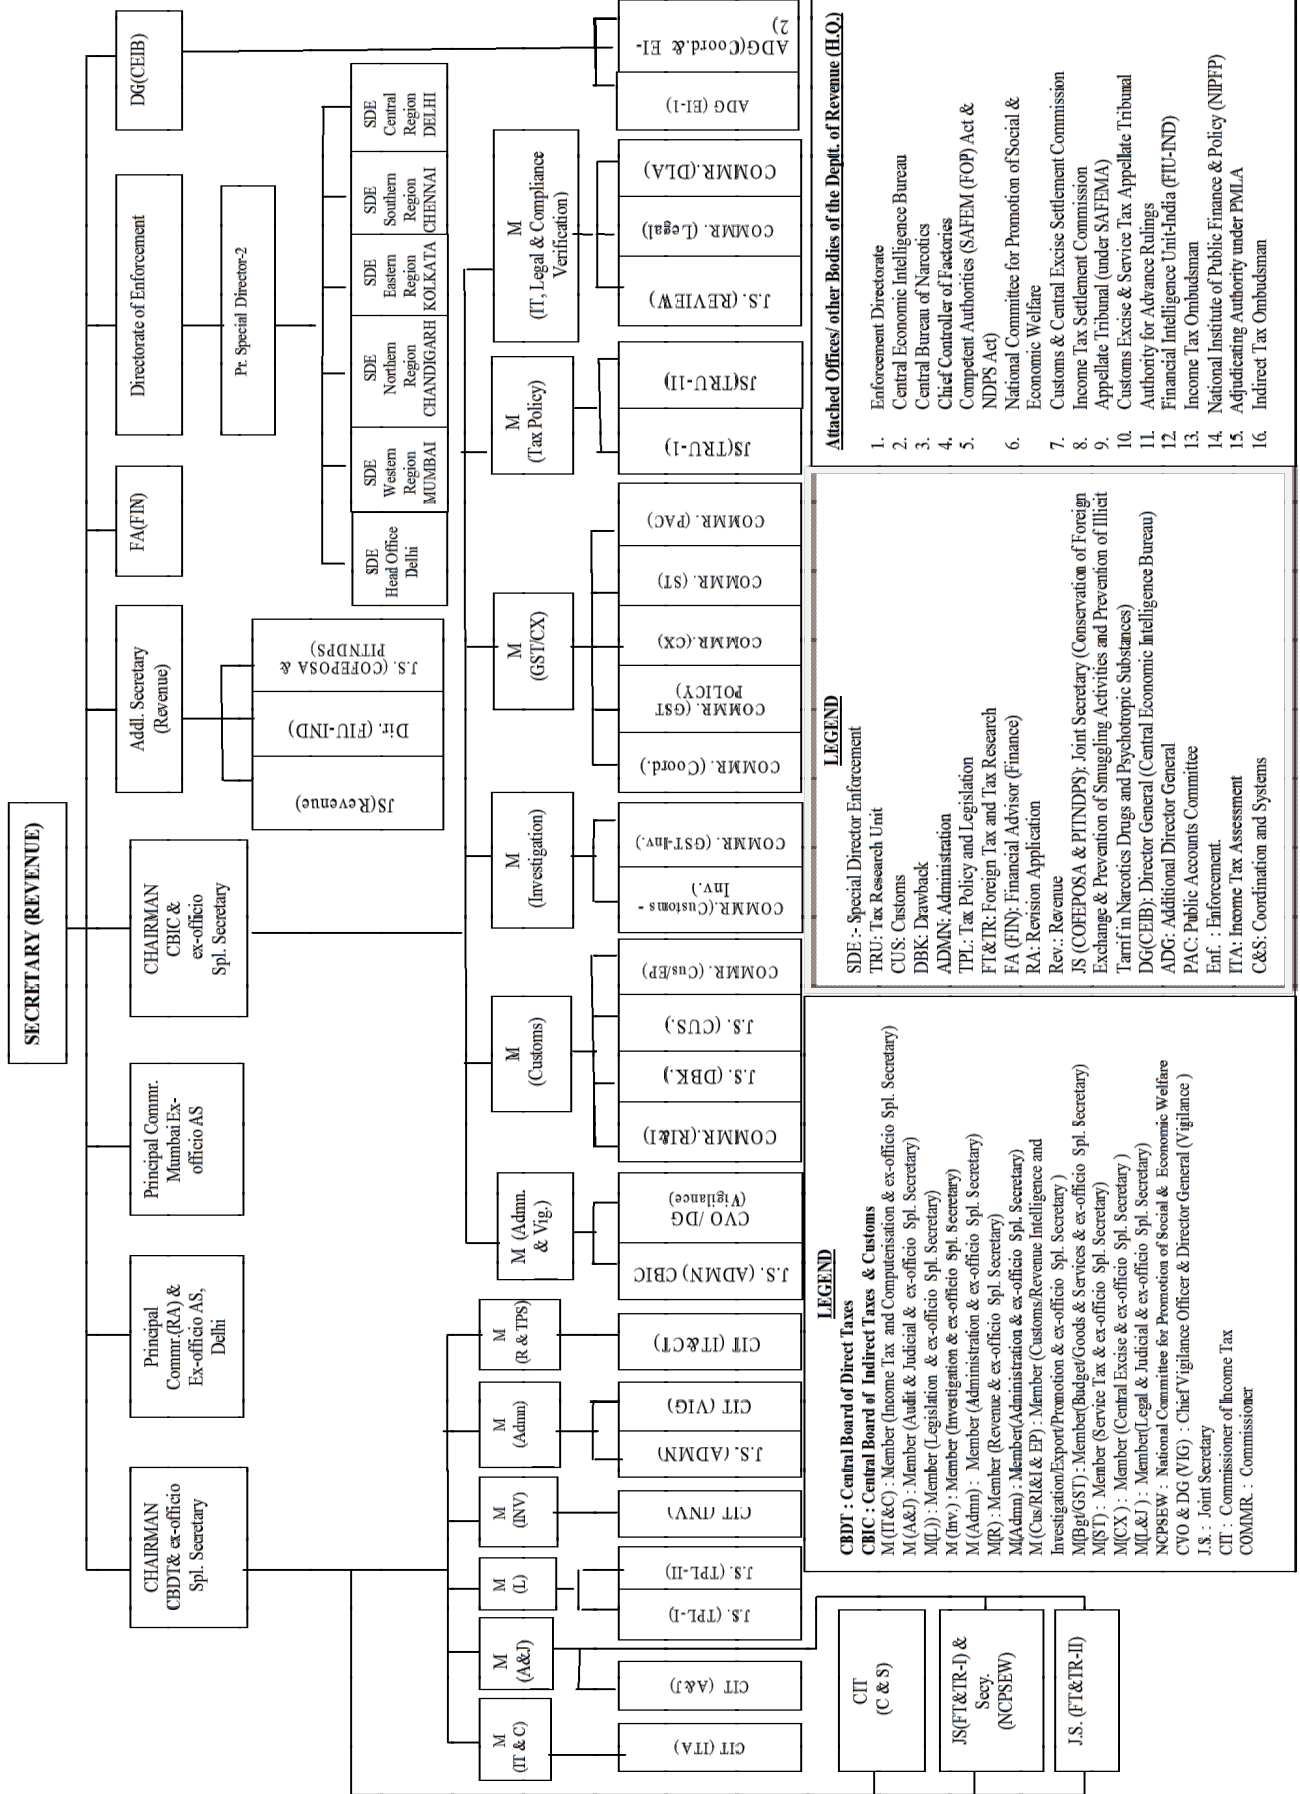 SECRETARY (REVENUE)
CHAIRMAN
CBDT& ex-officio
Spl. Secretary
Principal
Commr.(RA) &
Ex-officio AS,
Delhi
Principal Commr.
Mumbai Ex-
officio AS
CHAIRMAN
CBIC &
ex-officio
Spl. Secretary
Addl. Secretary
(Revenue)
FA(FIN)
Directorate of Enforcement
DG(CEIB)
Pr. Special Director-2
JS(Revenue)
Dir. (FIU-IND)
J.S. (COFEPOSA &
PITNDPS)
SDE
Head Office
Delhi
SDE
Western
Region
MUMBAI
SDE
Northern
Region
CHANDIGARH
SDE
Eastern
Region
KOLKATA
SDE
Southern
Region
CHENNAI
SDE
Central
Region
DELHI
M
(IT & C)
M
(A&J)
M
(L)
M
(INV)
M
(Admn)
M
(R & TPS)
M (Admn.
& Vig.)
M
(Customs)
M
(Investigation)
M
(GST/CX)
M
(Tax Policy)
M
(IT, Legal & Compliance
Verification)
CIT (ITA)
CIT (A&J)
J.S. (TPL-I)
J.S. (TPL-II)
CIT (INV)
J.S. (ADMN)
CIT (VIG)
CIT (IT&CT)
J.S. (ADMN) CBIC
CVO /DG
(Vigilance)
COMMR.(RI&I)
J.S. (DBK.)
J.S. (CUS.)
COMMR. (Cus/EP)
COMMR.(Customs -
Inv.)
COMMR. (GST-Inv.)
COMMR. (Coord.)
COMMR. (GST
POLICY)
COMMR.(CX)
COMMR. (ST)
COMMR. (PAC)
JS(TRU-1)
JS(TRU-II)
J.S. (REVIEW)
COMMR. (Legal)
COMMR.(DLA)
ADG (EI-1)
ADG(Coord.& EI-
2)
CIT
(C & S)
JS(FT&TR-I) &
Secy.
(NCPSEW)
J.S. (FT&TR-II)
LEGEND
CBDT : Central Board of Direct Taxes
CBIC : Central Board of Indirect Taxes & Customs
M (IT&C) : Member (Income Tax and Computerisation & ex-officio Spl. Secretary)
M (A&J) : Member (Audit & Judicial & ex-officio Spl. Secretary)
M(L)) : Member (Legislation & ex-officio Spl. Secretary)
M (Inv.) : Member (Investigation & ex-officio Spl. Secretary)
M (Admn) : Member (Administration & ex-officio Spl. Secretary)
M(R) : Member (Revenue & ex-officio Spl. Secretary)
M(Admn) : Member(Administration & ex-officio Spl. Secretary)
M (Cus/RI&I & EP) : Member (Customs/Revenue Intelligence and
Investigation/Export/Promotion & ex-officio Spl. Secretary )
M(Bgt/GST) : Member(Budget/Goods & Services & ex-officio Spl. Secretary)
M(ST) : Member (Service Tax & ex-officio Spl. Secretary)
M(CX ) : Member (Central Excise & ex-officio Spl. Secretary )
M(L&J ) : Member(Legal & Judicial & ex-officio Spl. Secretary)
NCPSEW : National Committee for Promotion of Social & Economic Welfare
CVO & DG (VIG) : Chief Vigilance Officer & Director General (Vigilance )
J.S. : Joint Secretary
CIT : Commissioner of Income Tax
COMMR. : Commissioner
LEGEND
SDE :- Special Director Enforcement
TRU: Tax Research Unit
CUS: Customs
DBK: Drawback
ADMN: Administration
TPL: Tax Policy and Legislation
FT&TR: Foreign Tax and Tax Research
FA (FIN): Financial Advisor (Finance)
RA: Revision Application
Rev.: Revenue
JS (COFEPOSA & PITNDPS): Joint Secretary (Conservation of Foreign
Exchange & Prevention of Smuggling Activities and Prevention of Illicit
Tarrif in Narcotics Drugs and Psychotropic Substances)
DG(CEIB): Director General (Central Economic Intelligence Bureau)
ADG: Additional Director General
PAC: Public Accounts Committee
Enf. : Enforcement.
ITA: Income Tax Assessment
C&S: Coordination and Systems
Attached Offices/ other Bodies of the Deptt. of Revenue (H.Q.)
1. Enforcement Directorate
2. Central Economic Intelligence Bureau
3. Central Bureau of Narcotics
4. Chief Controller of Factories
5. Competent Authorities (SAFEM (FOP) Act &
NDPS Act)
6. National Committee for Promotion of Social &
Economic Welfare
7. Customs & Central Excise Settlement Commission
8. Income Tax Settlement Commission
9. Appellate Tribunal (under SAFEMA)
10. Customs Excise & Service Tax Appellate Tribunal
11. Authority for Advance Rulings
12. Financial Intelligence Unit-India (FIU-IND)
13. Income Tax Ombudsman
14. National Institute of Public Finance & Policy (NIPFP)
15. Adjudicating Authority under PMLA
16. Indirect Tax Ombudsman